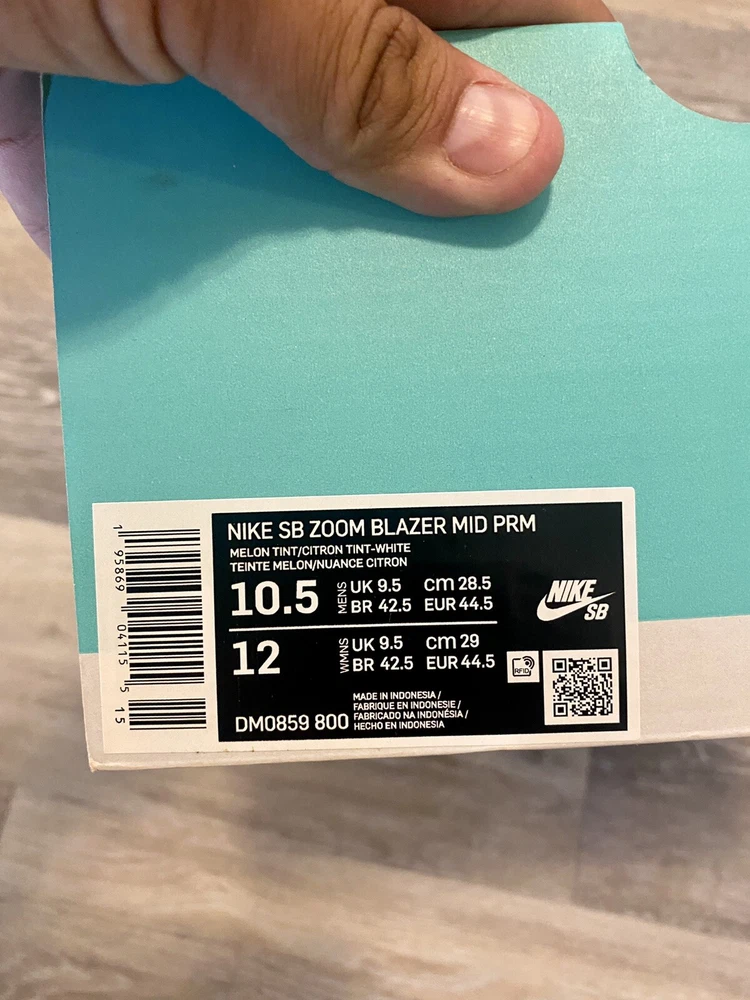 NIKE SB ZOOM BLAZER MID PRM
MELON TINT/CITRON TINT-WHITE
TEINTE MELON/NUANCE CITRON
10.5 MENS UK 9.5 CM 28.5
BR 42.5 EUR 44.5
12 WMNS UK 9.5 CM 29
BR 42.5 EUR 44.5
NIKE
SB
RFID
DM0859 800
MADE IN INDONESIA /
FABRIQUE EN INDONESIE /
FABRICADO NA INDONÉSIA /
HECHO EN INDONESIA
1 95869 04115 5 15